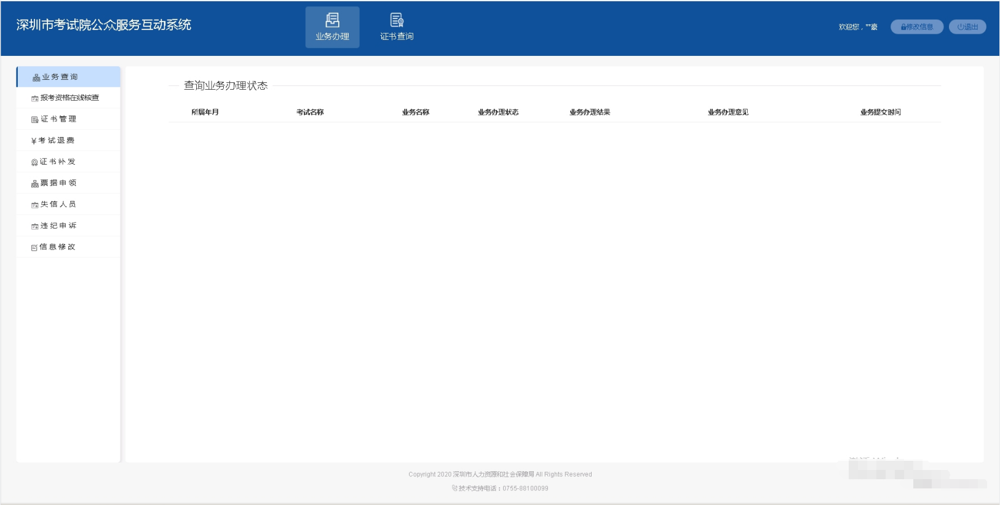 深圳市考试院公众服务互动系统
业务办理
证书查询
欢迎您，**豪
修改信息
退出
业务查询
报考资格在线核查
证书管理
考试退费
证书补发
票据申领
失信人员
违纪申诉
信息修改
查询业务办理状态
所属年月 考试名称 业务名称 业务办理状态 业务办理结果 业务办理意见 业务提交时间
Copyright 2020 深圳市人力资源和社会保障局 All Rights Reserved
技术支持电话：0755-88100099